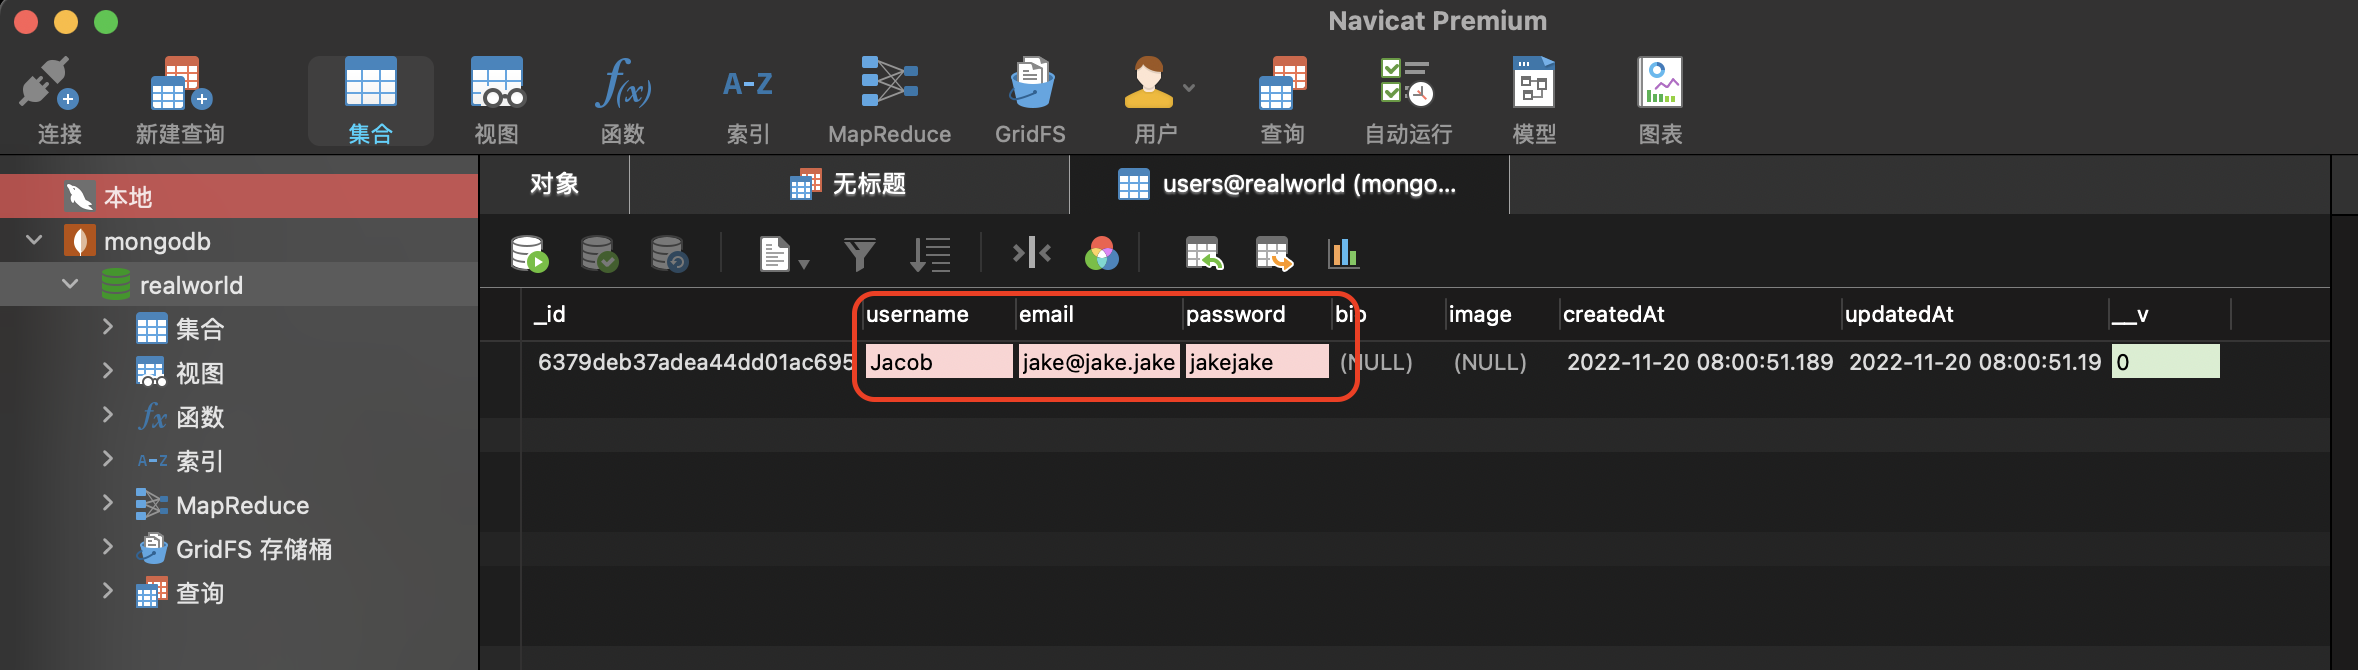 Navicat Premium
连接
新建查询
集合
视图
函数
索引
MapReduce
GridFS
用户
查询
自动运行
模型
图表
本地
mongodb
realworld
集合
视图
函数
索引
MapReduce
GridFS 存储桶
查询
对象
无标题
users@realworld (mongo...
_id username email password bio image createdAt updatedAt __v
6379deb37adea44dd01ac695 Jacob jake@jake.jake jakejake (NULL) (NULL) 2022-11-20 08:00:51.189 2022-11-20 08:00:51.19 0